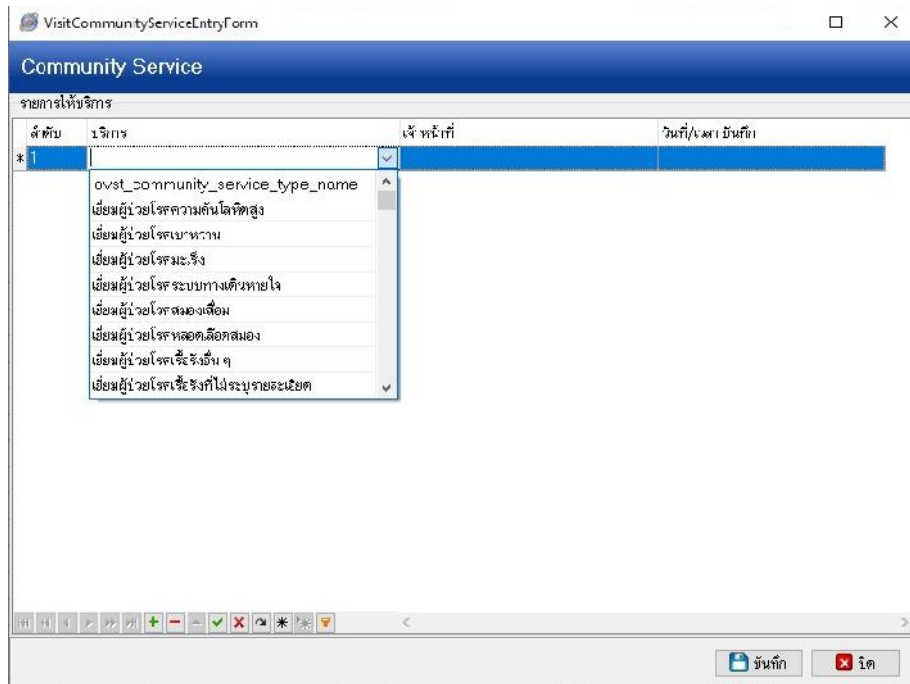 VisitCommunityServiceEntryForm
Community Service
รายการให้บริการ
ลำดับ บริการ เจ้าหน้าที่ วันที่/เวลา บันทึก
* 1
ovst_community_service_type_name
เยี่ยมผู้ป่วยโรคความดันโลหิตสูง
เยี่ยมผู้ป่วยโรคเบาหวาน
เยี่ยมผู้ป่วยโรคมะเร็ง
เยี่ยมผู้ป่วยโรคระบบทางเดินหายใจ
เยี่ยมผู้ป่วยโรคสมองเสื่อม
เยี่ยมผู้ป่วยโรคหลอดเลือดสมอง
เยี่ยมผู้ป่วยโรคเรื้อรังอื่น ๆ
เยี่ยมผู้ป่วยโรคเรื้อรังที่ไม่ระบุรายละเอียด
บันทึก ปิด